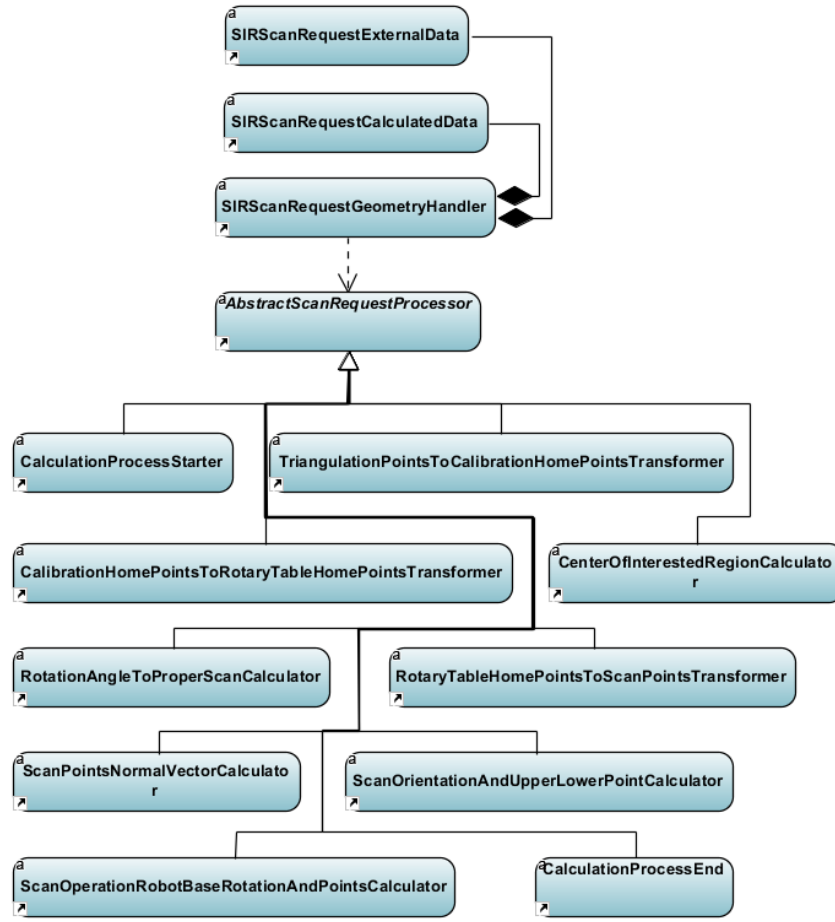 a
SIRScanRequestExternalData
a
SIRScanRequestCalculatedData
a
SIRScanRequestGeometryHandler
a
AbstractScanRequestProcessor
a
CalculationProcessStarter
a
TriangulationPointsToCalibrationHomePointsTransformer
a
CalibrationHomePointsToRotaryTableHomePointsTransformer
a
CenterOfInterestedRegionCalculato
r
a
RotationAngleToProperScanCalculator
a
RotaryTableHomePointsToScanPointsTransformer
a
ScanPointsNormalVectorCalculato
r
a
ScanOrientationAndUpperLowerPointCalculator
a
ScanOperationRobotBaseRotationAndPointsCalculator
a
CalculationProcessEnd